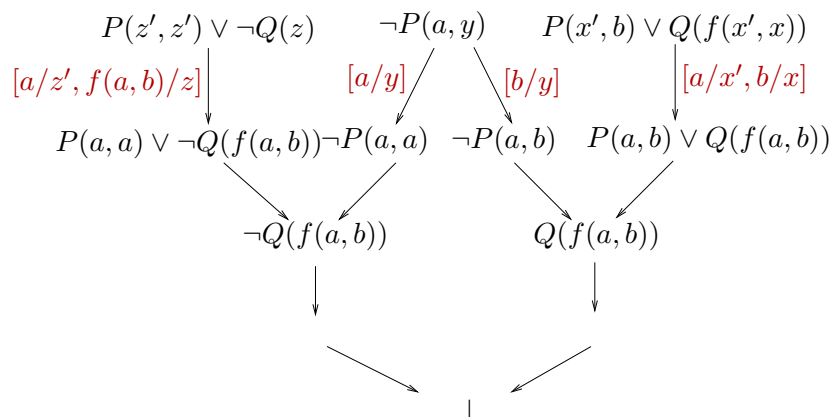 P(z′, z′) ∨ ¬Q(z) ¬P(a, y) P(x′, b) ∨ Q(f(x′, x))
[a/z′, f(a, b)/z] [a/y] [b/y] [a/x′, b/x]
P(a, a) ∨ ¬Q(f(a, b)) ¬P(a, a) ¬P(a, b) P(a, b) ∨ Q(f(a, b))
¬Q(f(a, b)) Q(f(a, b))